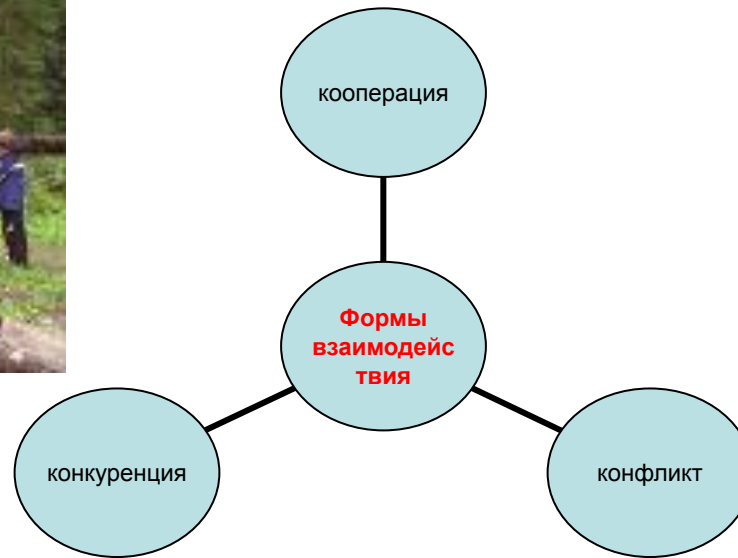 кооперация
Формы
взаимодейс
твия
конкуренция
конфликт